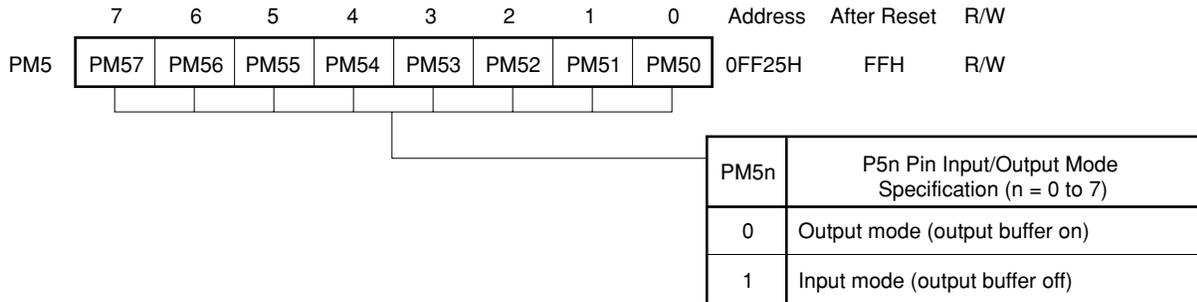 7 6 5 4 3 2 1 0 Address After Reset R/W
PM5 PM57 PM56 PM55 PM54 PM53 PM52 PM51 PM50 0FF25H FFH R/W
PM5n P5n Pin Input/Output Mode
Specification (n = 0 to 7)
0 Output mode (output buffer on)
1 Input mode (output buffer off)